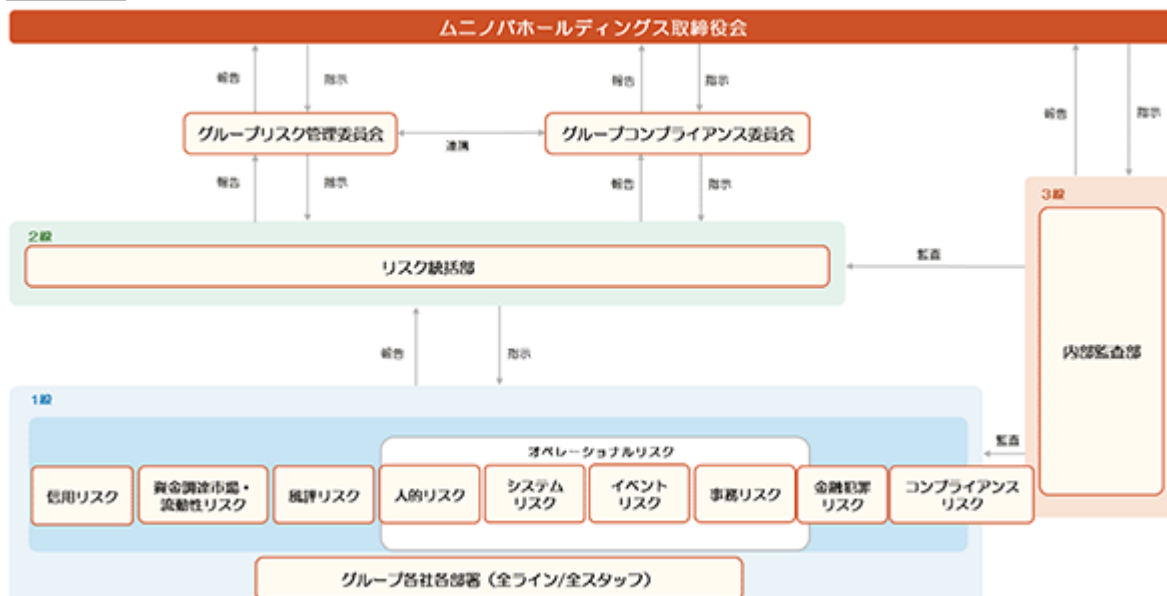 ムニノバホールディングス取締役会
報告
指示
報告
指示
報告
指示
グループリスク管理委員会
連携
グループコンプライアンス委員会
報告
指示
報告
指示
3線
2線
リスク統括部
監査
内部監査部
報告
指示
1線
監査
オペレーショナルリスク
信用リスク
資金調達市場・
流動性リスク
風評リスク
人的リスク
システム
リスク
イベント
リスク
事務リスク
金融犯罪
リスク
コンプライアンス
リスク
グループ各社各部署（全ライン/全スタッフ）